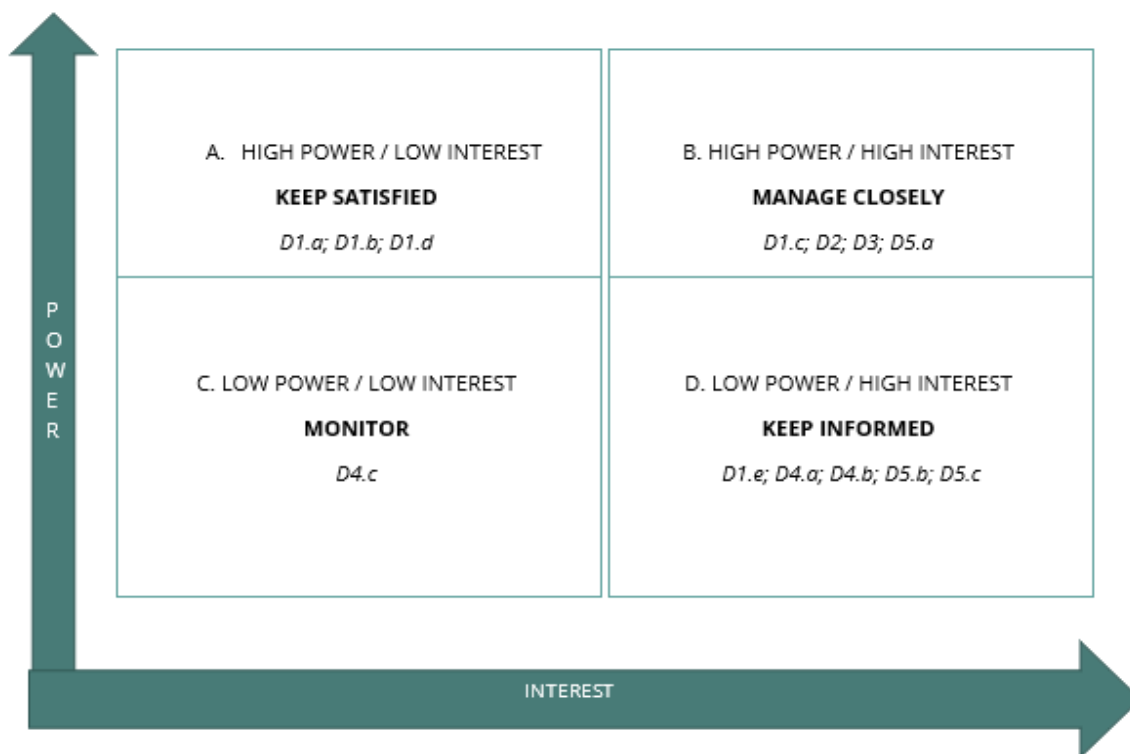 A. HIGH POWER / LOW INTEREST
KEEP SATISFIED
D1.a; D1.b; D1.d
B. HIGH POWER / HIGH INTEREST
MANAGE CLOSELY
D1.c; D2; D3; D5.a
POWER
C. LOW POWER / LOW INTEREST
MONITOR
D4.c
D. LOW POWER / HIGH INTEREST
KEEP INFORMED
D1.e; D4.a; D4.b; D5.b; D5.c
INTEREST